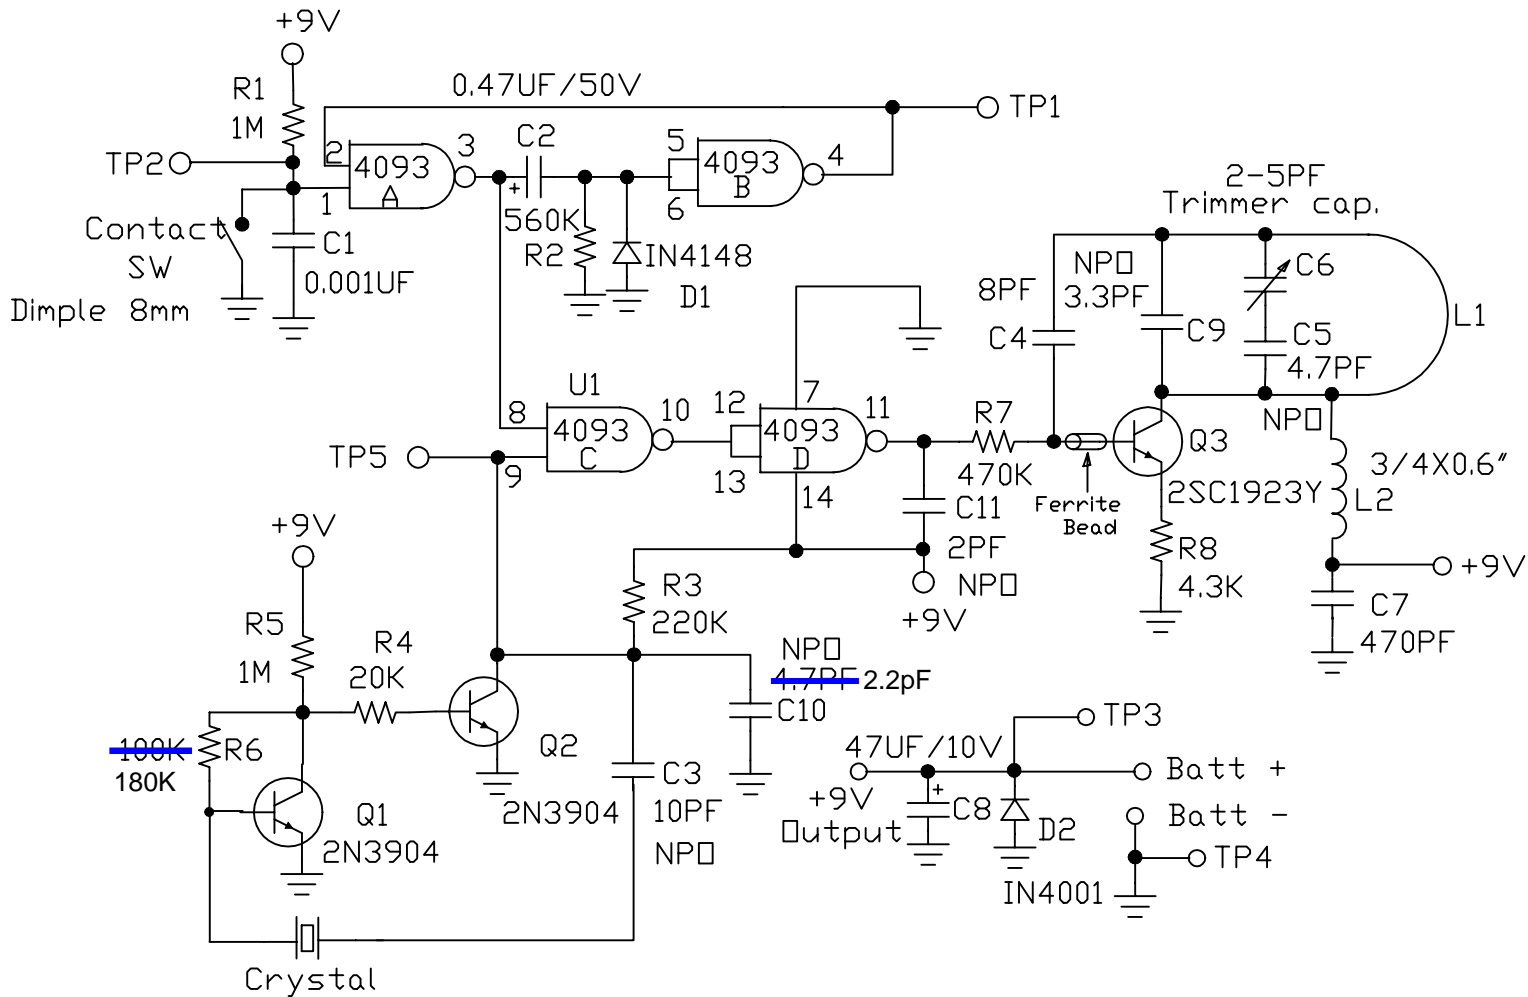 +9V
R1
1M
0.47UF/50V
TP1
TP2
2
4093
A
3
1
C2
+
5
4093
B
6
4
560K
R2
IN4148
D1
Contact
SW
Dimple 8mm
C1
0.001UF
2-5PF
Trimmer cap.
NPO
3.3PF
8PF
C4
C9
C6
C5
4.7PF
NPO
L1
U1
8
4093
C
9
10
12
4093
D
13
7
11
14
TP5
R7
470K
Ferrite
Bead
Q3
2SC1923Y
3/4X0.6"
L2
C11
2PF
NPO
+9V
R8
4.3K
+9V
C7
470PF
+9V
R5
1M
R4
20K
R3
220K
NPO
4.7PF 2.2pF
C10
100K R6
180K
Q2
2N3904
C3
10PF
NPO
Q1
2N3904
Crystal
47UF/10V
TP3
+9V
Output
+
C8
D2
IN4001
Batt +
Batt -
TP4